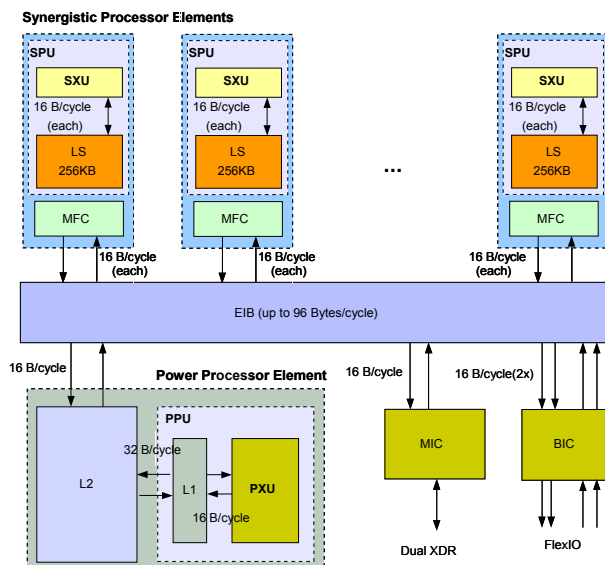 Synergistic Processor Elements
SPU
SXU
16 B/cycle
(each)
LS
256KB
MFC
16 B/cycle
(each)
SPU
SXU
16 B/cycle
(each)
LS
256KB
MFC
16 B/cycle
(each)
...
SPU
SXU
16 B/cycle
(each)
LS
256KB
MFC
16 B/cycle
(each)
EIB (up to 96 Bytes/cycle)
16 B/cycle
Power Processor Element
L2
PPU
32 B/cycle
L1
PXU
16 B/cycle
16 B/cycle
MIC
Dual XDR
16 B/cycle(2x)
BIC
FlexIO